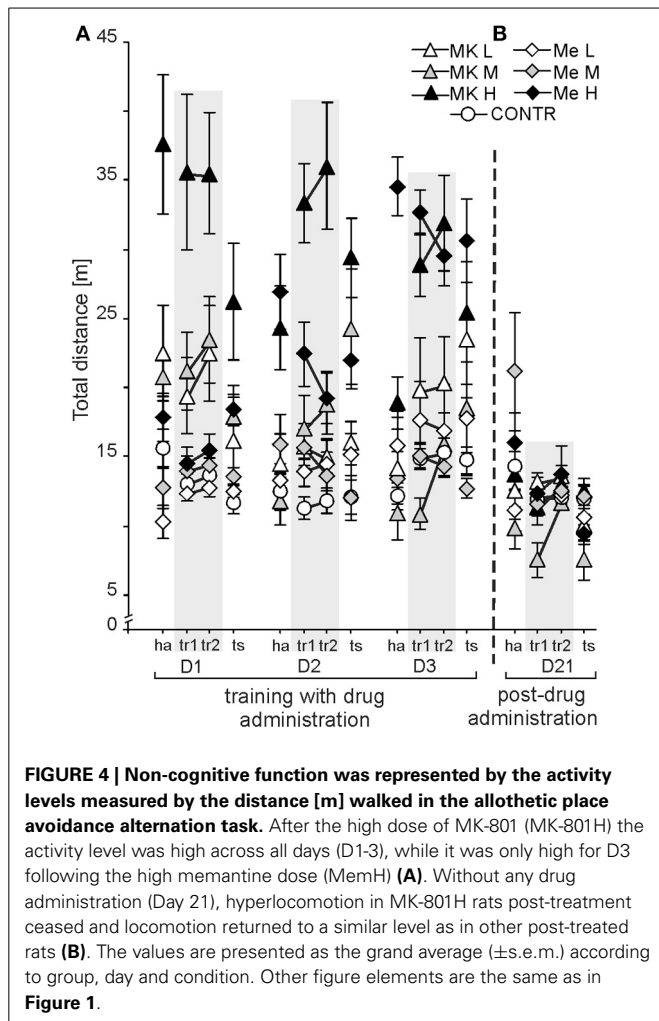 A
B
45
35
25
15
5
0
Total distance [m]
MK L
Me L
MK M
Me M
MK H
Me H
CONTR
ha tr1 tr2 ts ha tr1 tr2 ts ha tr1 tr2 ts ha tr1 tr2 ts
D1 D2 D3 D21
training with drug
administration
post-drug
administration
FIGURE 4 | Non-cognitive function was represented by the activity
levels measured by the distance [m] walked in the allothetic place
avoidance alternation task. After the high dose of MK-801 (MK-801H) the
activity level was high across all days (D1-3), while it was only high for D3
following the high memantine dose (MemH) (A). Without any drug
administration (Day 21), hyperlocomotion in MK-801H rats post-treatment
ceased and locomotion returned to a similar level as in other post-treated
rats (B). The values are presented as the grand average (±s.e.m.) according
to group, day and condition. Other figure elements are the same as in
Figure 1.